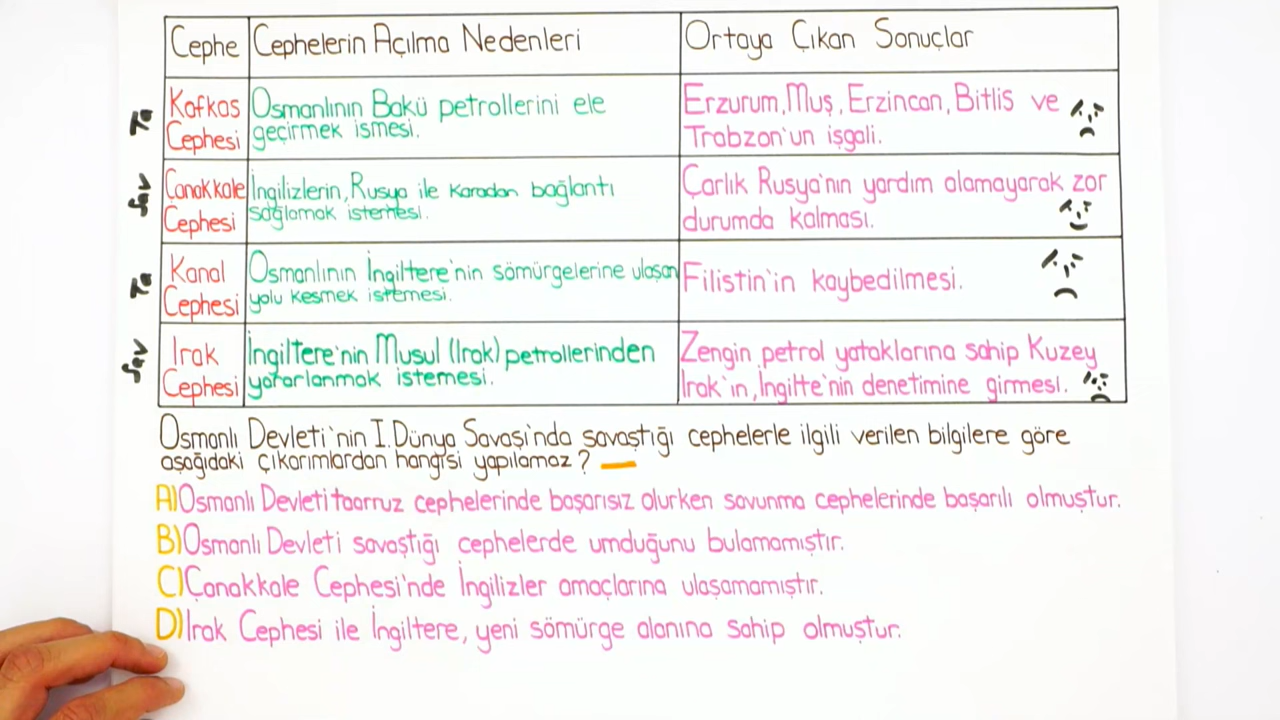 Cephe Cephelerin Açılma Nedenleri Ortaya Çıkan Sonuçlar
Ta
Kafkas
Cephesi
Osmanlının Bakü petrollerini ele
geçirmek ismesi.
Erzurum, Muş, Erzincan, Bitlis ve
Trabzon'un işgali.
Sav
Çanakkale
Cephesi
İngilizlerin, Rusya ile Karadan bağlantı
sağlamak istemesi.
Çarlık Rusya'nın yardım alamayarak zor
durumda kalması.
Ta
Kanal
Cephesi
Osmanlının İngiltere'nin sömürgelerine ulaşan
yolu kesmek istemesi.
Filistin'in kaybedilmesi.
Sav
Irak
Cephesi
İngiltere'nin Musul (Irak) petrollerinden
yararlanmak istemesi.
Zengin petrol yataklarına sahip Kuzey
Irak'ın, İngilte'nin denetimine girmesi.
Osmanlı Devleti'nin I. Dünya Savaşı'nda savaştığı cephelerle ilgili verilen bilgilere göre
aşağıdaki çıkarımlardan hangisi yapılamaz?
A) Osmanlı Devleti taarruz cephelerinde başarısız olurken savunma cephelerinde başarılı olmuştur.
B) Osmanlı Devleti savaştığı cephelerde umduğunu bulamamıştır.
C) Çanakkale Cephesi'nde İngilizler amaçlarına ulaşamamıştır.
D) Irak Cephesi ile İngiltere, yeni sömürge alanına sahip olmuştur.